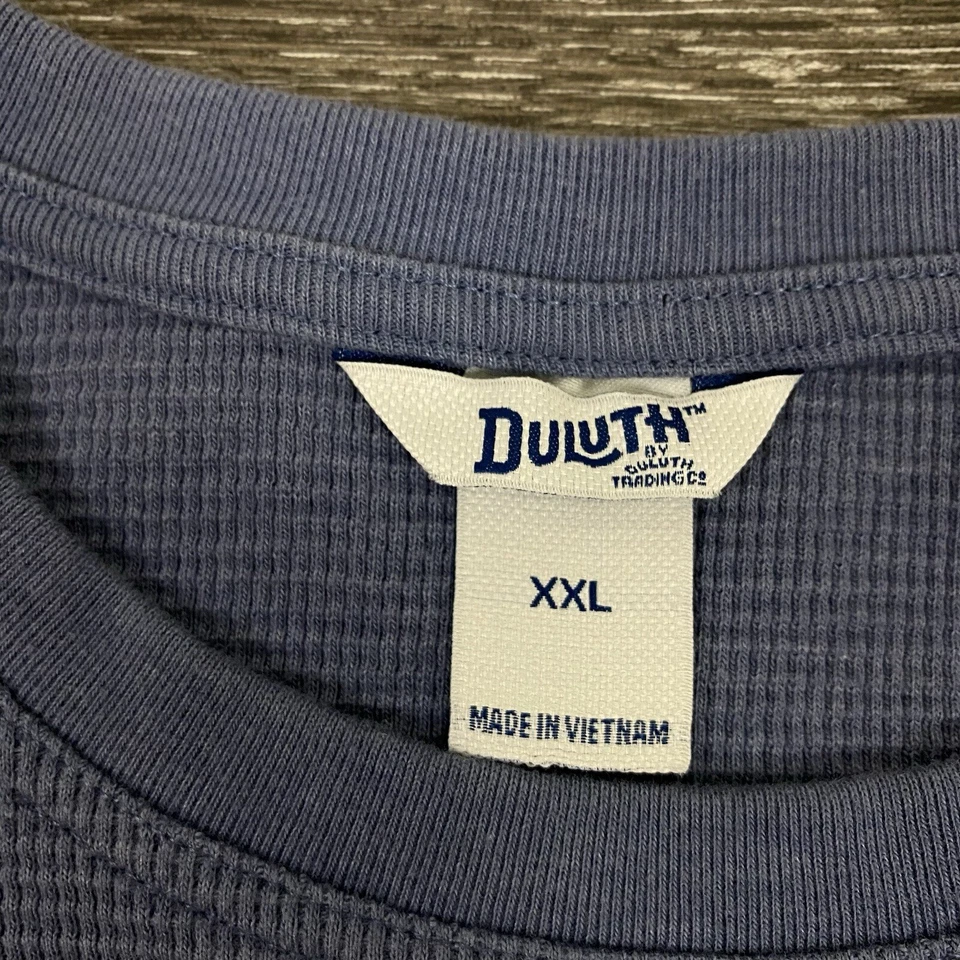 DULUTH™
BY
DULUTH
TRADING Cº
XXL
MADE IN VIETNAM